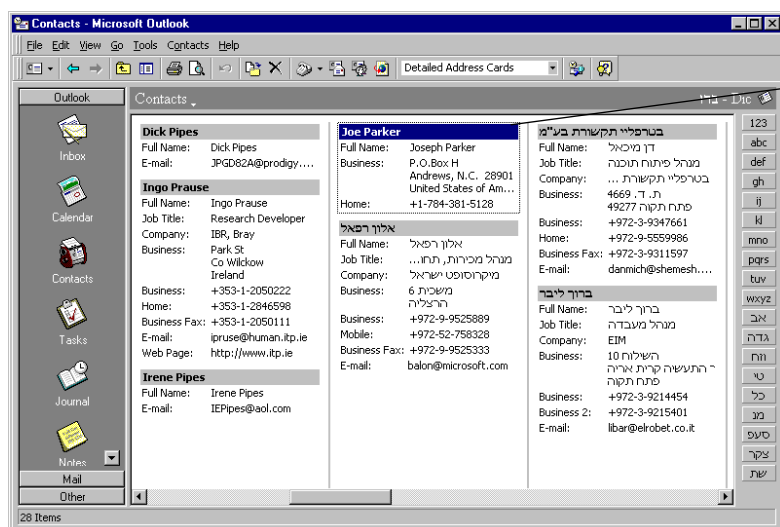 Contacts - Microsoft Outlook
File Edit View Go Tools Contacts Help
Detailed Address Cards
Outlook
Contacts
ברו - Dic
Inbox
Calendar
Contacts
Tasks
Journal
Notes
Mail
Other
Dick Pipes
Full Name: Dick Pipes
E-mail: JPGD82A@prodigy....
Ingo Prause
Full Name: Ingo Prause
Job Title: Research Developer
Company: IBR, Bray
Business: Park St
Co Wilckow
Ireland
Business: +353-1-2050222
Home: +353-1-2846598
Business Fax: +353-1-2050111
E-mail: ipruse@human.itp.ie
Web Page: http://www.itp.ie
Irene Pipes
Full Name: Irene Pipes
E-mail: IEPipes@aol.com
Joe Parker
Full Name: Joseph Parker
Business: P.O.Box H
Andrews, N.C. 28901
United States of Am...
Home: +1-784-381-5128
אלון רפאל
Full Name: אלון רפאל
Job Title: מנהל מכירות, תחו...
Company: מיקרוסופט ישראל
Business: משכית 6
הרצליה
Business: +972-9-9525889
Mobile: +972-52-758328
Business Fax: +972-9-9525333
E-mail: balon@microsoft.com
בטרפליי תקשורת בע"מ
Full Name: דן מיכאל
Job Title: מנהל פיתוח תוכנה
Company: בטרפליי תקשורת ...
Business: ת. ד. 4669
פתח תקוה 49277
Business: +972-3-9347661
Home: +972-9-5559986
Business Fax: +972-3-9311597
E-mail: danmich@shemesh....
ברוך ליבר
Full Name: ברוך ליבר
Job Title: מנהל מעבדה
Company: EIM
Business: השילוח 10
ר התעשיה קרית אריה
פתח תקוה
Business: +972-3-9214454
Business 2: +972-3-9215401
E-mail: libar@elrobet.co.it
123
abc
def
gh
ij
kl
mno
pqrs
tuv
wxyz
אב
גדה
וזח
טי
כל
מנ
סעפ
צקר
שת
28 Items